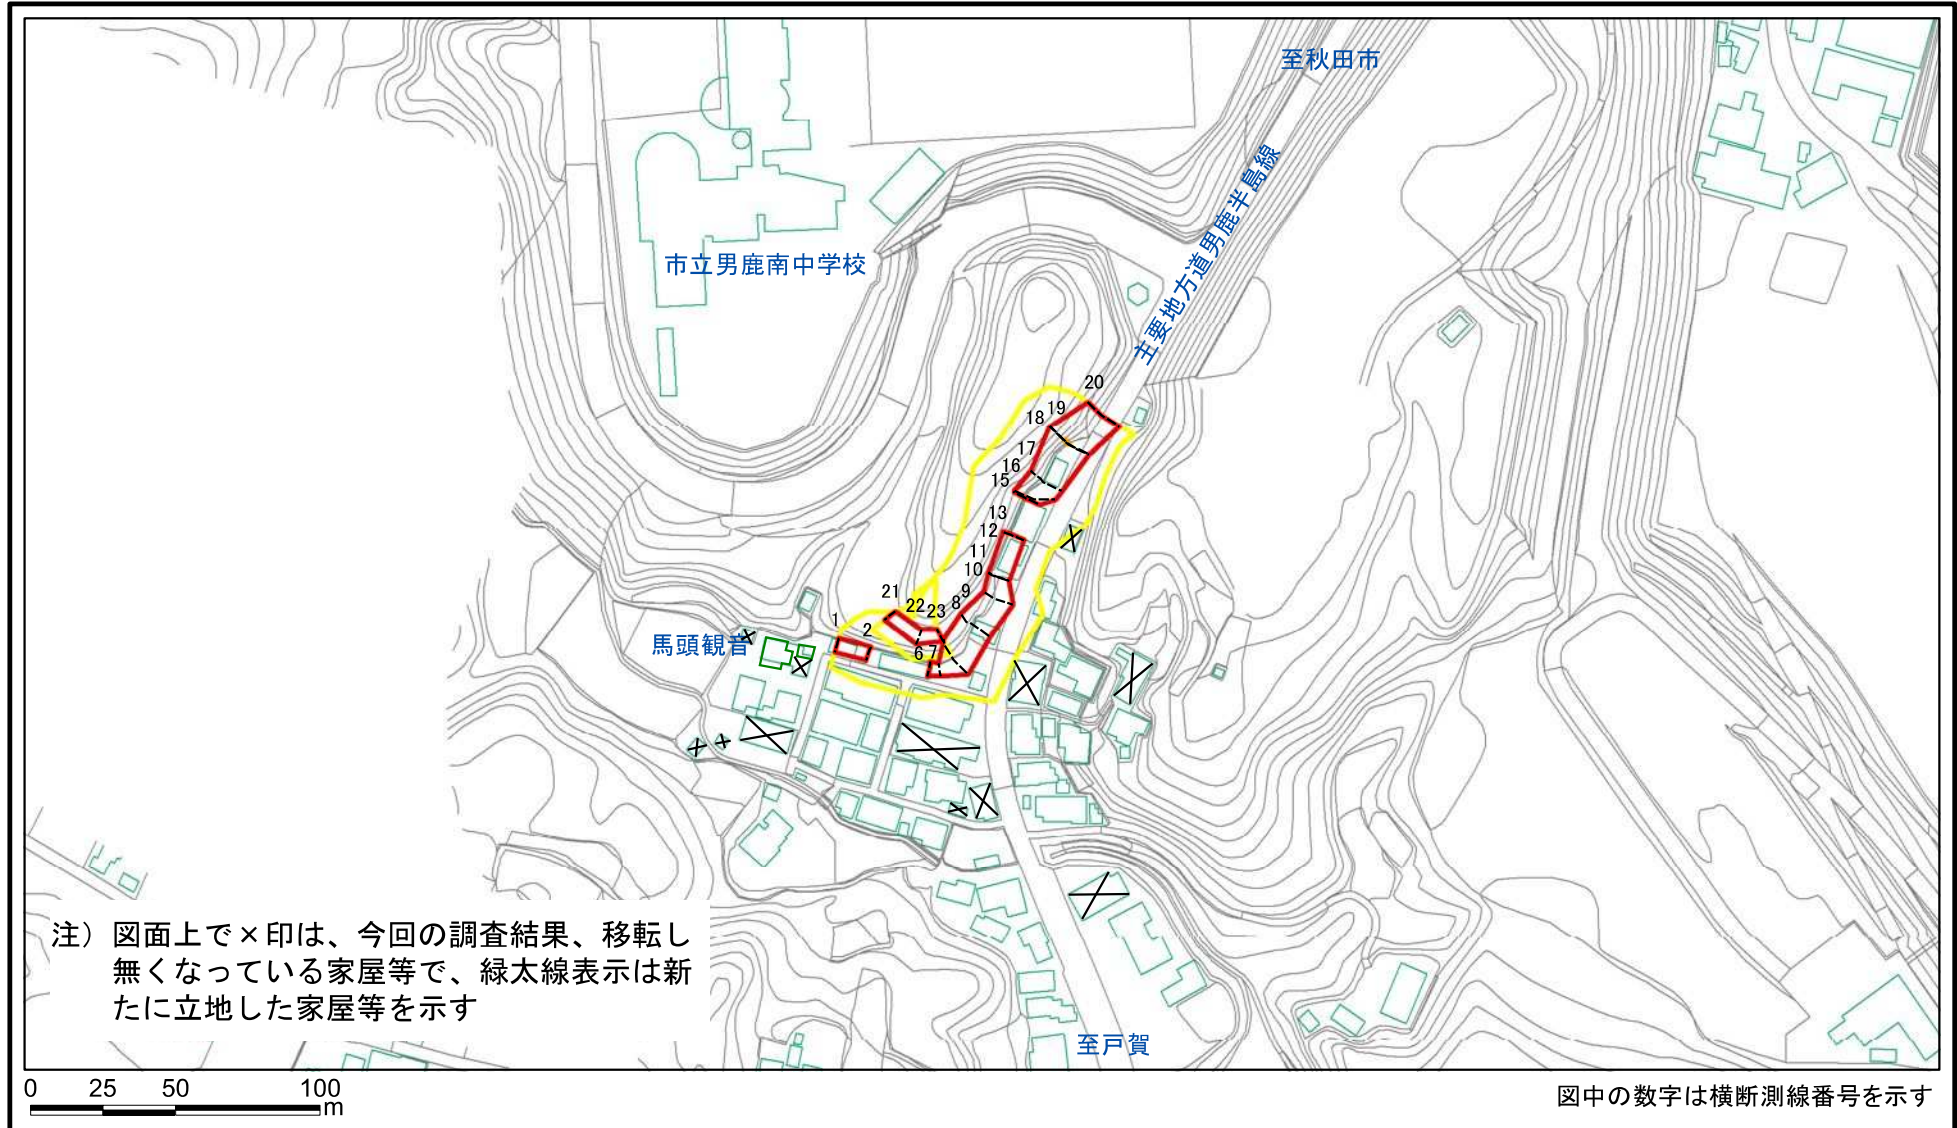 至秋田市
主要地方道男鹿半島線
市立男鹿南中学校
20
19
18
17
16
15
13
12
11
10
9
8
21
22
23
1
2
6
7
馬頭観音
注）図面上で×印は、今回の調査結果、移転し
無くなっている家屋等で、緑太線表示は新
たに立地した家屋等を示す
至戸賀
0 25 50 100
m
図中の数字は横断測線番号を示す